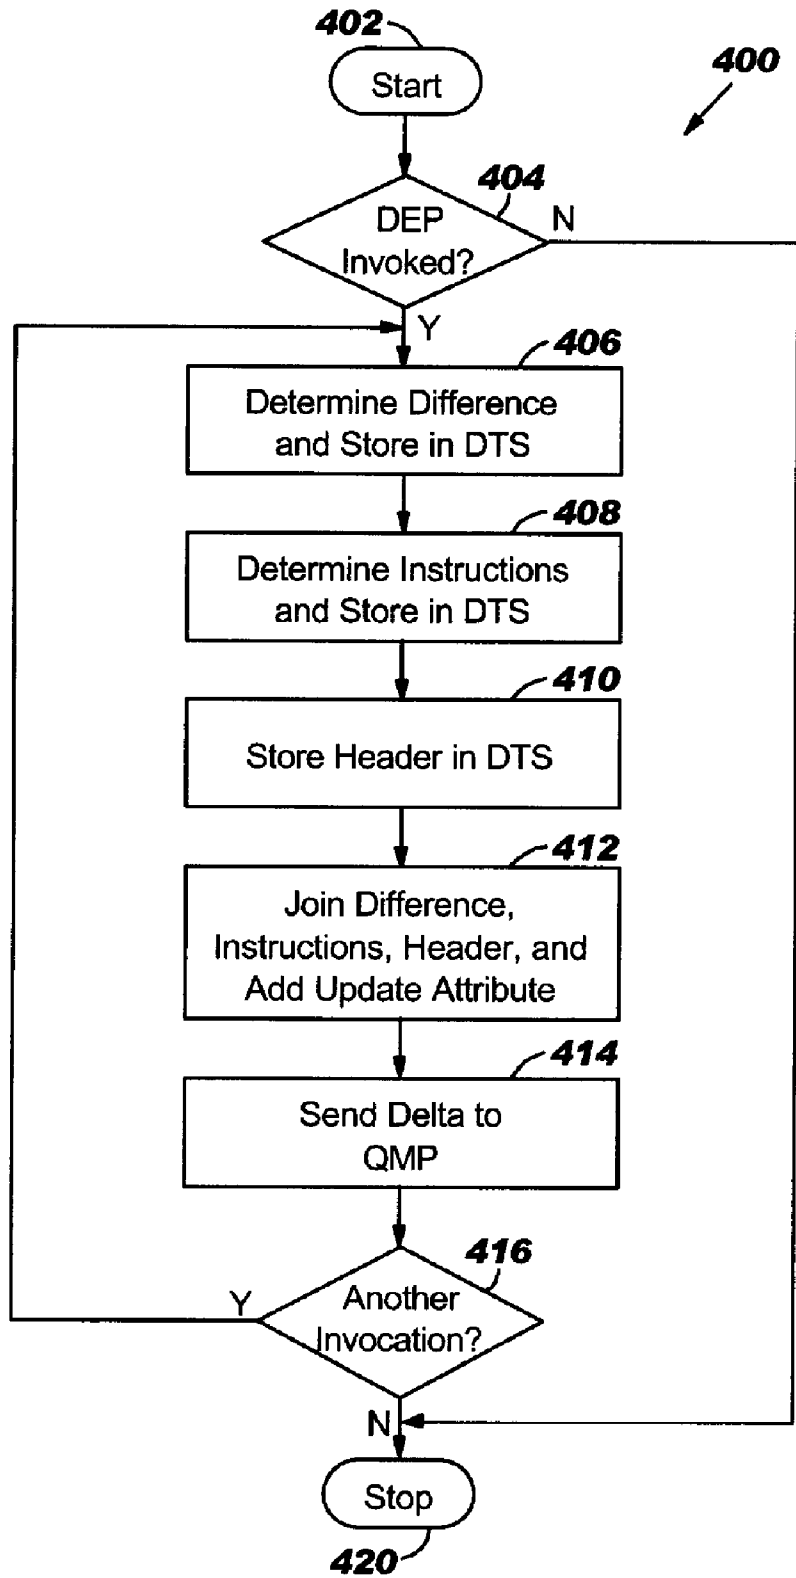 402
Start
400
404
DEP
Invoked?
N
Y
406
Determine Difference
and Store in DTS
408
Determine Instructions
and Store in DTS
410
Store Header in DTS
412
Join Difference,
Instructions, Header, and
Add Update Attribute
414
Send Delta to
QMP
416
Y
Another
Invocation?
N
Stop
420